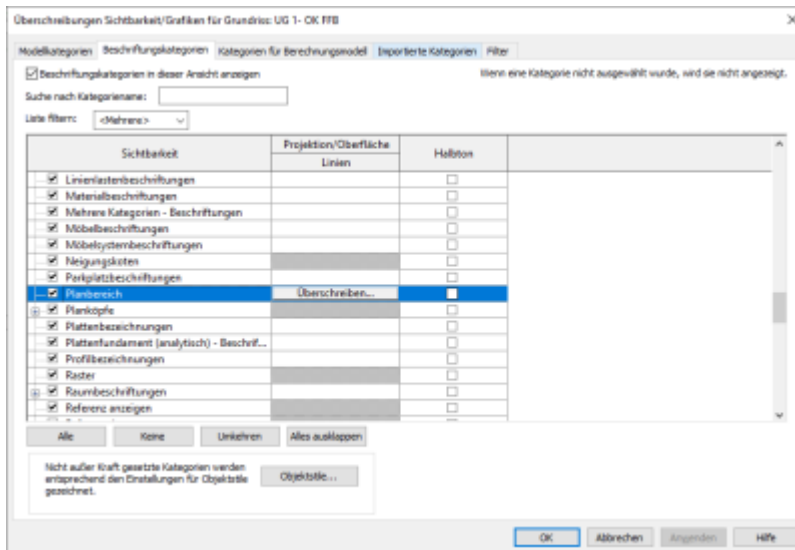 Überschreibungen Sichtbarkeit/Grafiken für Grundriss: UG 1- OK FFB
Modellkategorien Beschriftungskategorien Kategorien für Berechnungsmodell Importierte Kategorien Filter
Beschriftungskategorien in dieser Ansicht anzeigen Wenn eine Kategorie nicht ausgewählt wurde, wird sie nicht angezeigt.
Suche nach Kategoriename:
Liste filtern: <Mehrere>
Sichtbarkeit Projektion/Oberfläche Halbton
Linien
Linienlastenbeschriftungen
Materialbeschriftungen
Mehrere Kategorien - Beschriftungen
Möbelbeschriftungen
Möbelsystembeschriftungen
Neigungskoten
Parkplatzbeschriftungen
Planbereich Überschreiben...
Planköpfe
Plattenbezeichnungen
Plattenfundament (analytisch) - Beschrif...
Profilbezeichnungen
Raster
Raumbeschriftungen
Referenz anzeigen
Alle Keine Umkehren Alles ausklappen
Nicht außer Kraft gesetzte Kategorien werden
entsprechend den Einstellungen für Objektstile
gezeichnet.
Objektstile...
OK Abbrechen Anwenden Hilfe